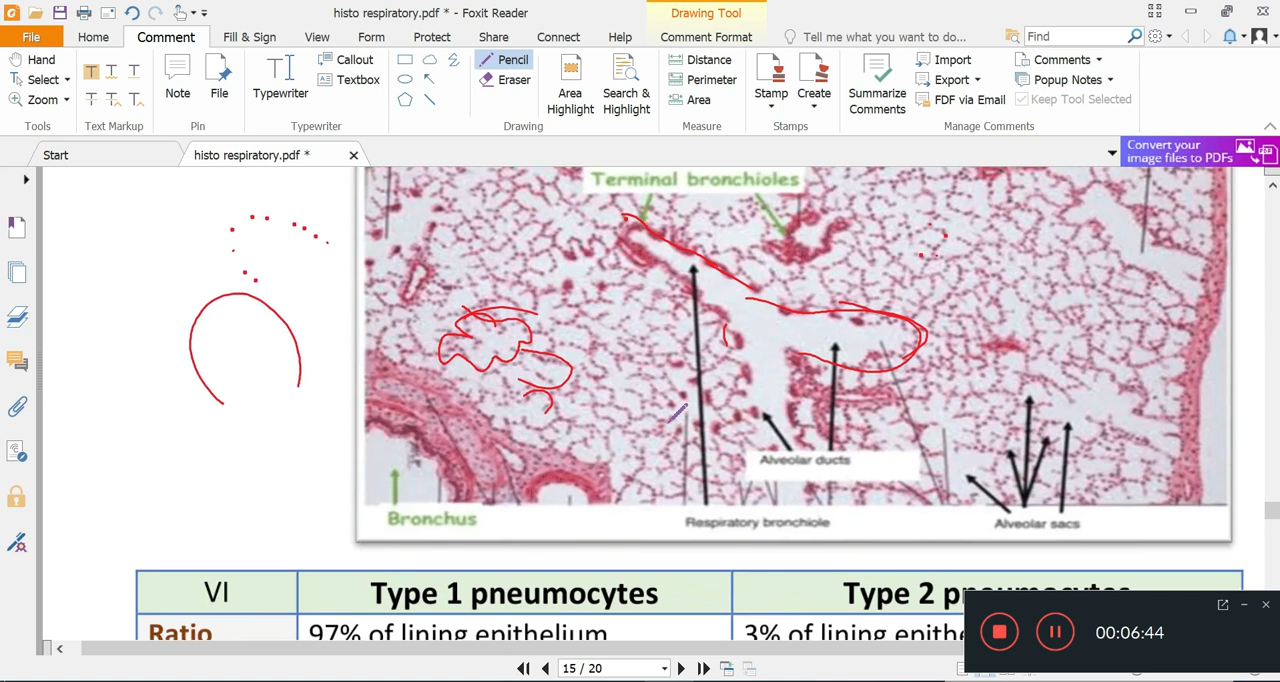 histo respiratory.pdf * - Foxit Reader
Drawing Tool
File Home Comment Fill & Sign View Form Protect Share Connect Help Comment Format Tell me what you want to do... Find
Hand
Select
Zoom
Tools
Text Markup
Note
File
Pin
Typewriter
Callout
Textbox
Typewriter
Pencil
Eraser
Area Highlight
Search & Highlight
Drawing
Distance
Perimeter
Area
Measure
Stamp
Create
Stamps
Summarize Comments
Import
Export
FDF via Email
Comments
Popup Notes
Keep Tool Selected
Manage Comments
Start
histo respiratory.pdf *
Convert your
image files to PDFs
Terminal bronchioles
Alveolar ducts
Bronchus
Respiratory bronchiole
Alveolar sacs
VI Type 1 pneumocytes Type 2 pneumocytes
Ratio 97% of lining epithelium 3% of lining
00:06:44
15 / 20